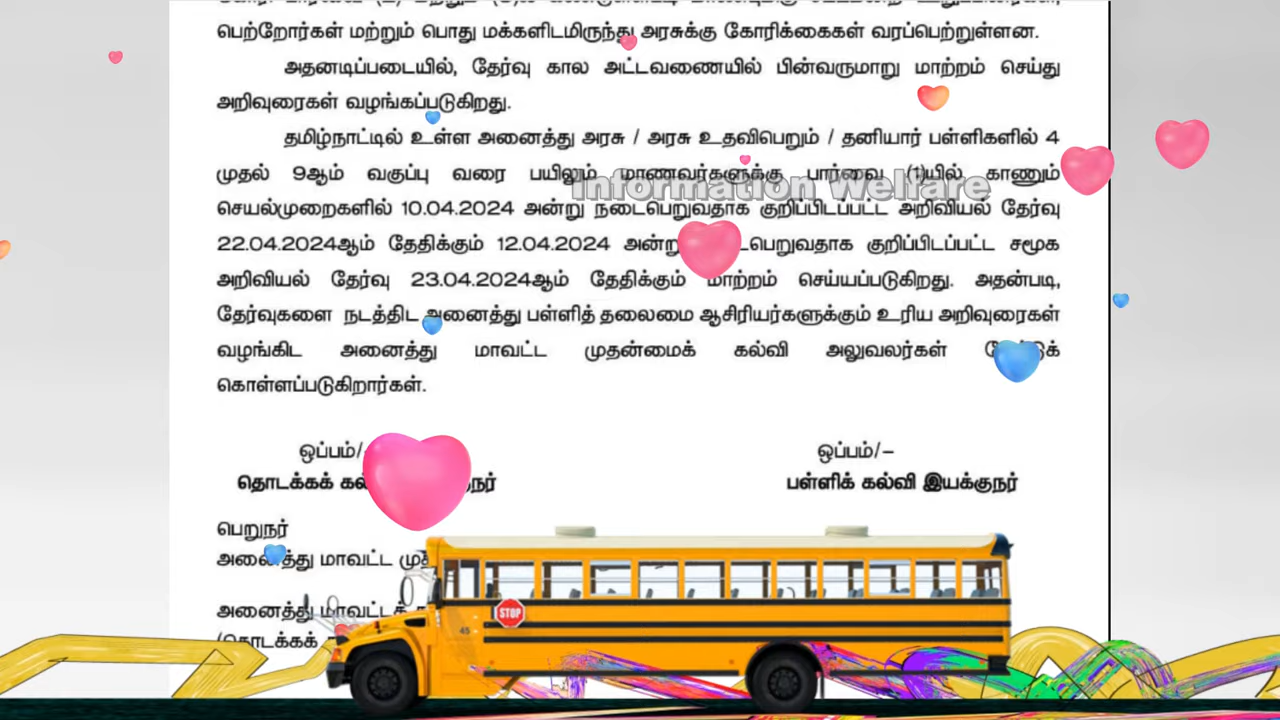 பெற்றோர்கள் மற்றும் பொது மக்களிடமிருந்து அரசுக்கு கோரிக்கைகள் வரப்பெற்றுள்ளன.
அதனடிப்படையில், தேர்வு கால அட்டவணையில் பின்வருமாறு மாற்றம் செய்து
அறிவுரைகள் வழங்கப்படுகிறது.
தமிழ்நாட்டில் உள்ள அனைத்து அரசு / அரசு உதவிபெறும் / தனியார் பள்ளிகளில் 4
முதல் 9ஆம் வகுப்பு வரை பயிலும் மாணவர்களுக்கு பார்வை (1)யில் காணும்
Information Welfare
செயல்முறைகளில் 10.04.2024 அன்று நடைபெறுவதாக குறிப்பிடப்பட்ட அறிவியல் தேர்வு
22.04.2024ஆம் தேதிக்கும் 12.04.2024 அன்று குறிப்பிடப்பட்ட சமூக
அறிவியல் தேர்வு 23.04.2024ஆம் தேதிக்கும் மாற்றம் செய்யப்படுகிறது. அதன்படி,
தேர்வுகளை நடத்திட அனைத்து பள்ளித் தலைமை ஆசிரியர்களுக்கும் உரிய அறிவுரைகள்
வழங்கிட அனைத்து மாவட்ட முதன்மைக் கல்வி அலுவலர்கள்
கொள்ளப்படுகிறார்கள்.
ஒப்பம்/ ஒப்பம்/–
தொடக்கக் பள்ளிக் கல்வி இயக்குநர்
பெறுநர்
அனைத்து மாவட்ட
அனைத்து மாவட்டக்
(தொடக்கக்
STOP
45